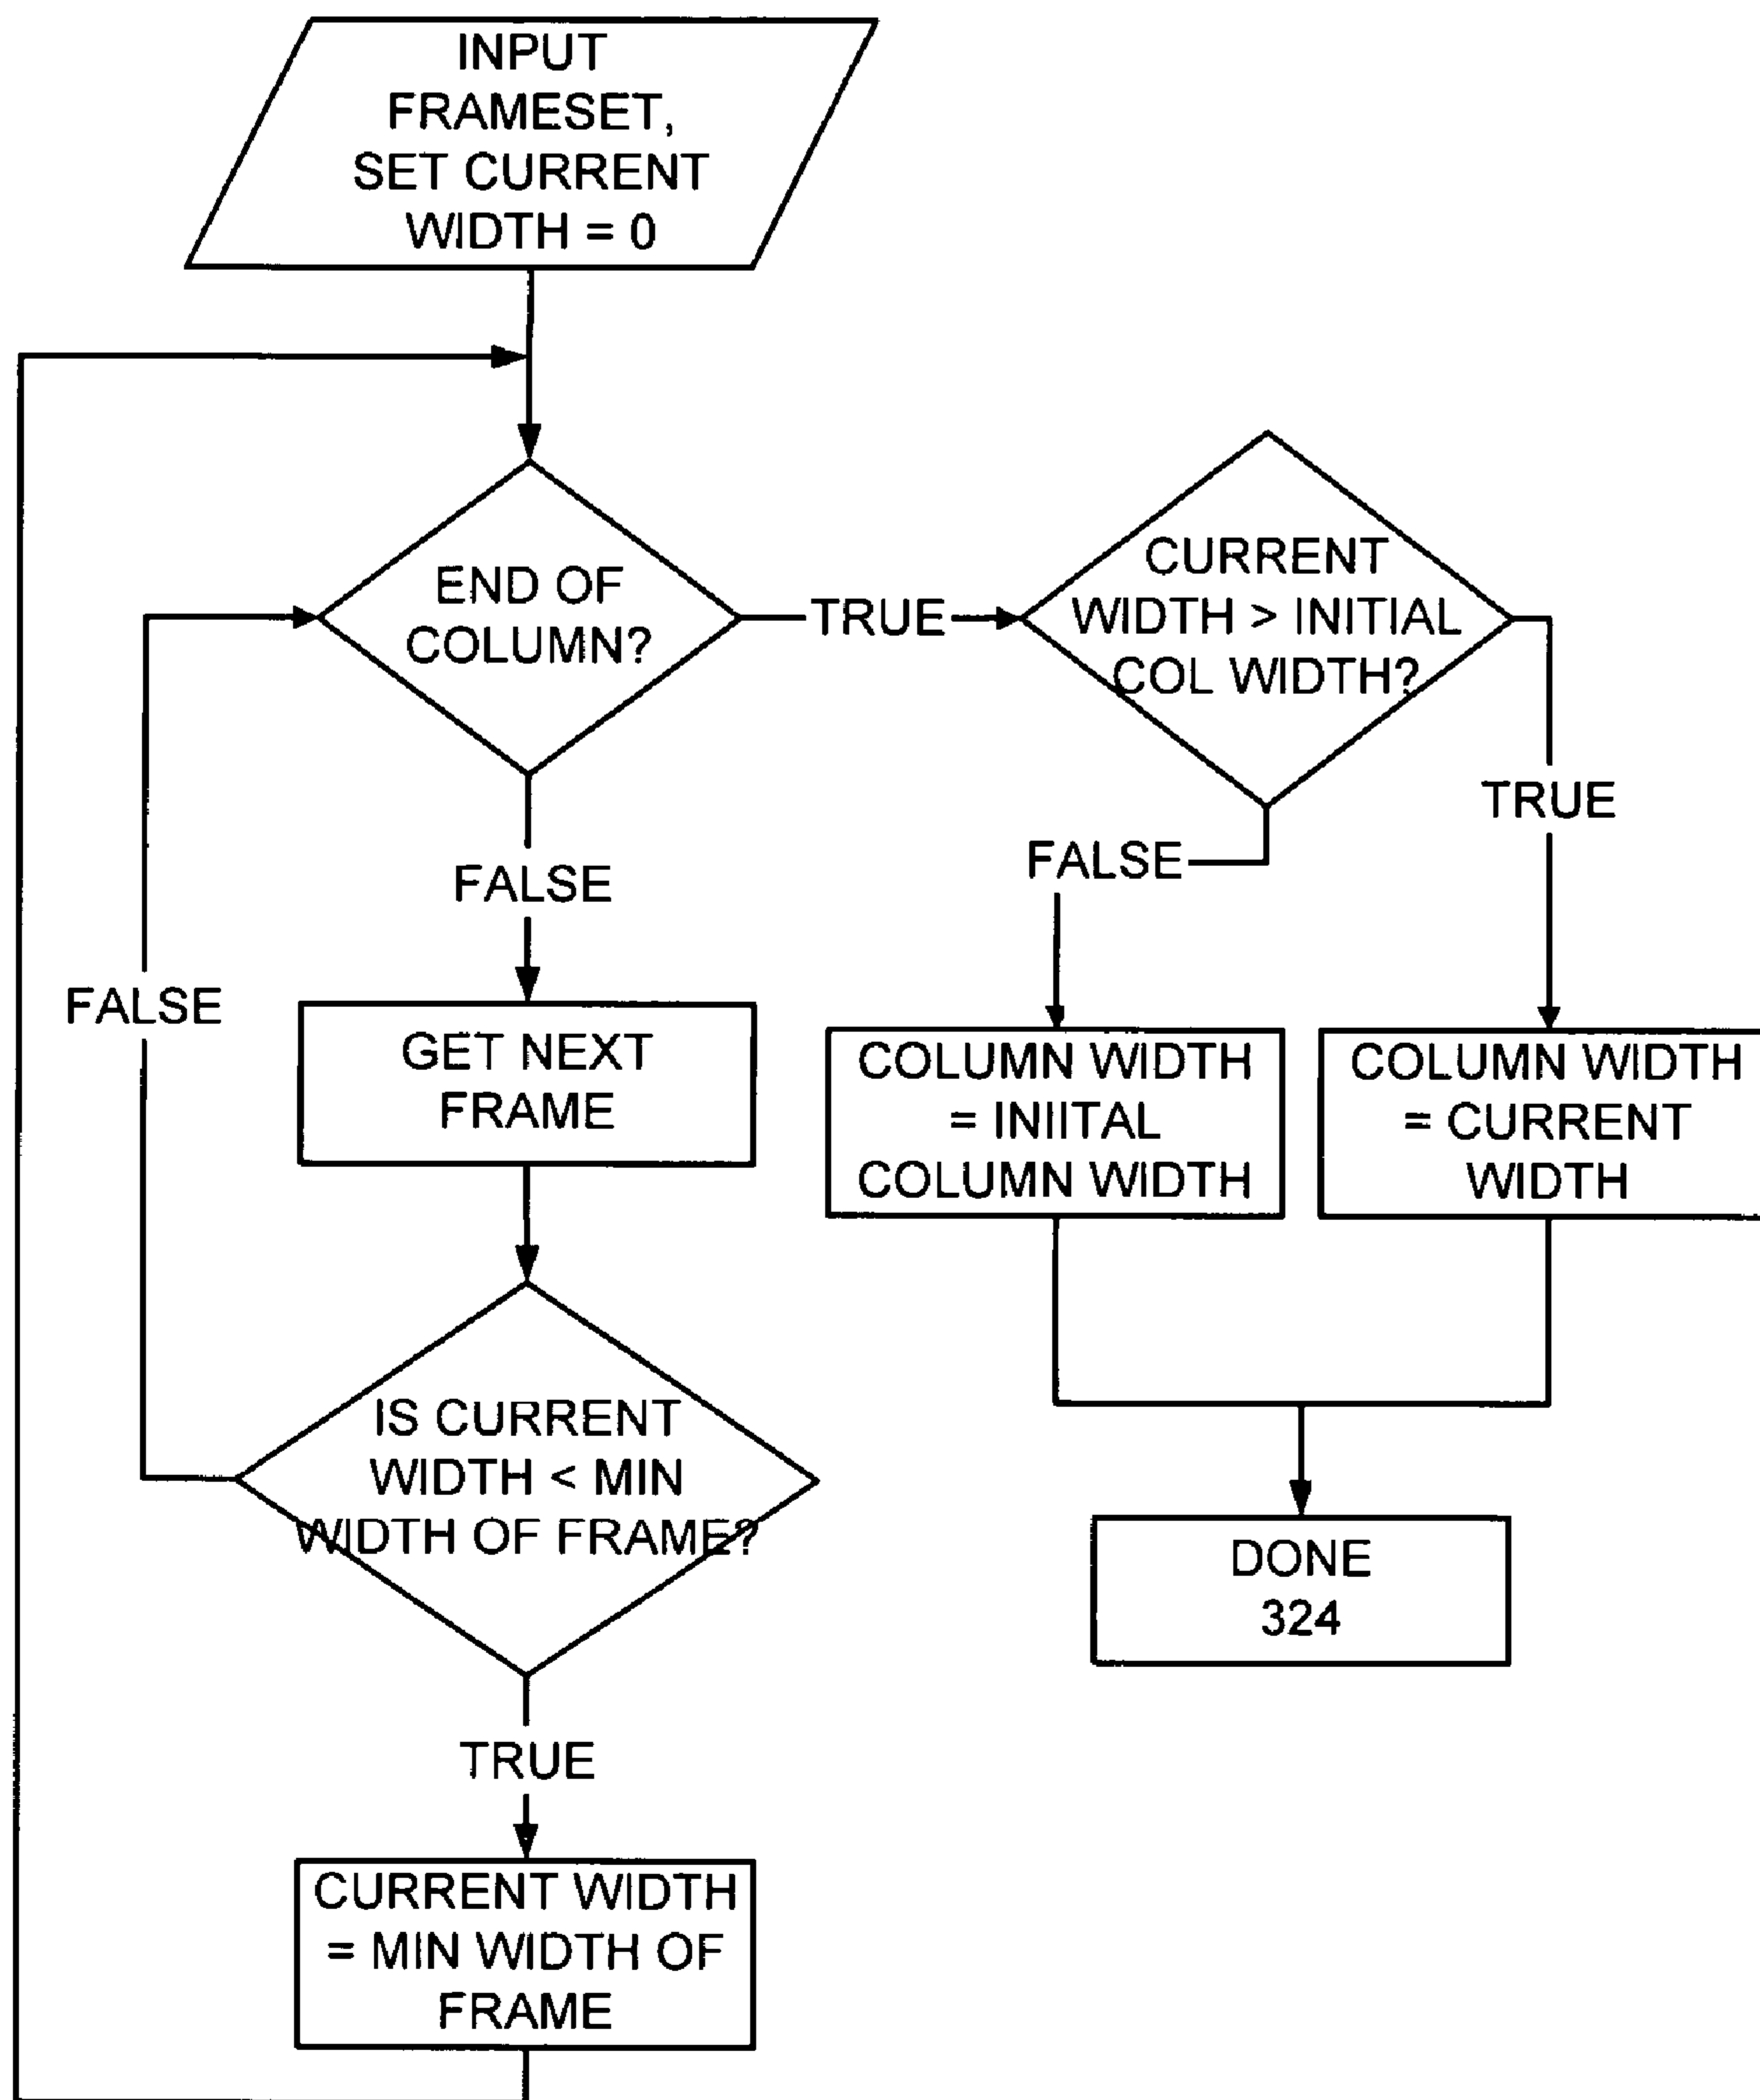 INPUT
FRAMESET,
SET CURRENT
WIDTH = 0
END OF
COLUMN?
TRUE
CURRENT
WIDTH > INITIAL
COL WIDTH?
TRUE
FALSE
FALSE
FALSE
GET NEXT
FRAME
COLUMN WIDTH
= INIITAL
COLUMN WIDTH
COLUMN WIDTH
= CURRENT
WIDTH
IS CURRENT
WIDTH < MIN
WIDTH OF FRAME?
DONE
324
TRUE
CURRENT WIDTH
= MIN WIDTH OF
FRAME